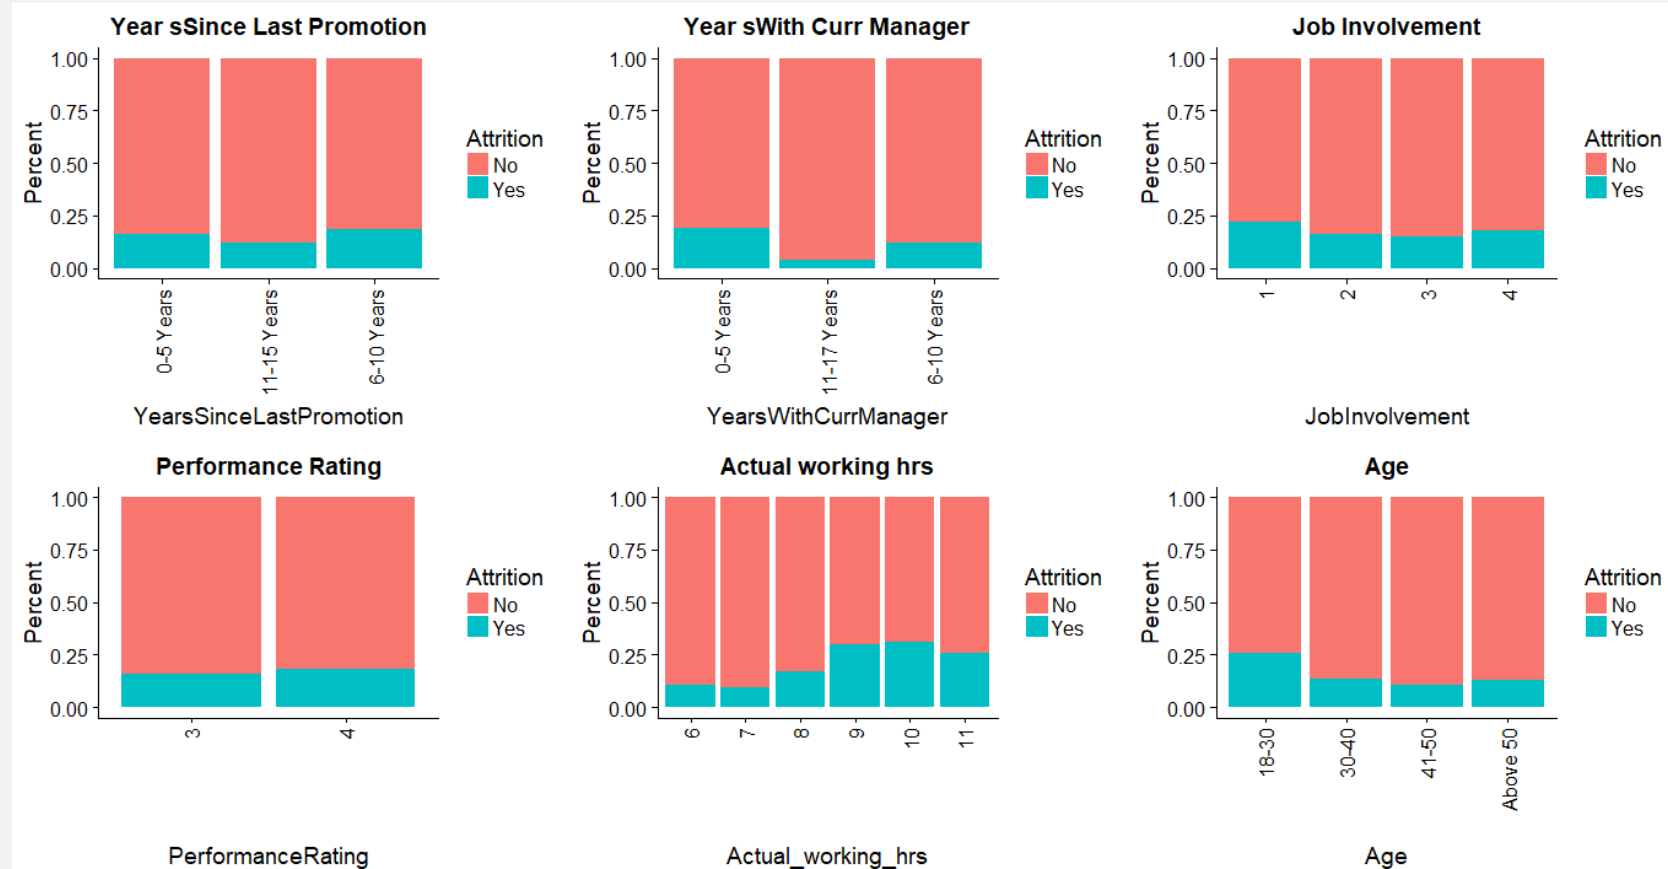 Year sSince Last Promotion
1.00
0.75
0.50
0.25
0.00
Percent
0-5 Years
11-15 Years
6-10 Years
YearsSinceLastPromotion
Attrition
No
Yes
Year sWith Curr Manager
1.00
0.75
0.50
0.25
0.00
Percent
0-5 Years
11-17 Years
6-10 Years
YearsWithCurrManager
Attrition
No
Yes
Job Involvement
1.00
0.75
0.50
0.25
0.00
Percent
1
2
3
4
JobInvolvement
Attrition
No
Yes
Performance Rating
1.00
0.75
0.50
0.25
0.00
Percent
3
4
PerformanceRating
Attrition
No
Yes
Actual working hrs
1.00
0.75
0.50
0.25
0.00
Percent
6
7
8
9
10
11
Actual_working_hrs
Attrition
No
Yes
Age
1.00
0.75
0.50
0.25
0.00
Percent
18-30
30-40
41-50
Above 50
Age
Attrition
No
Yes